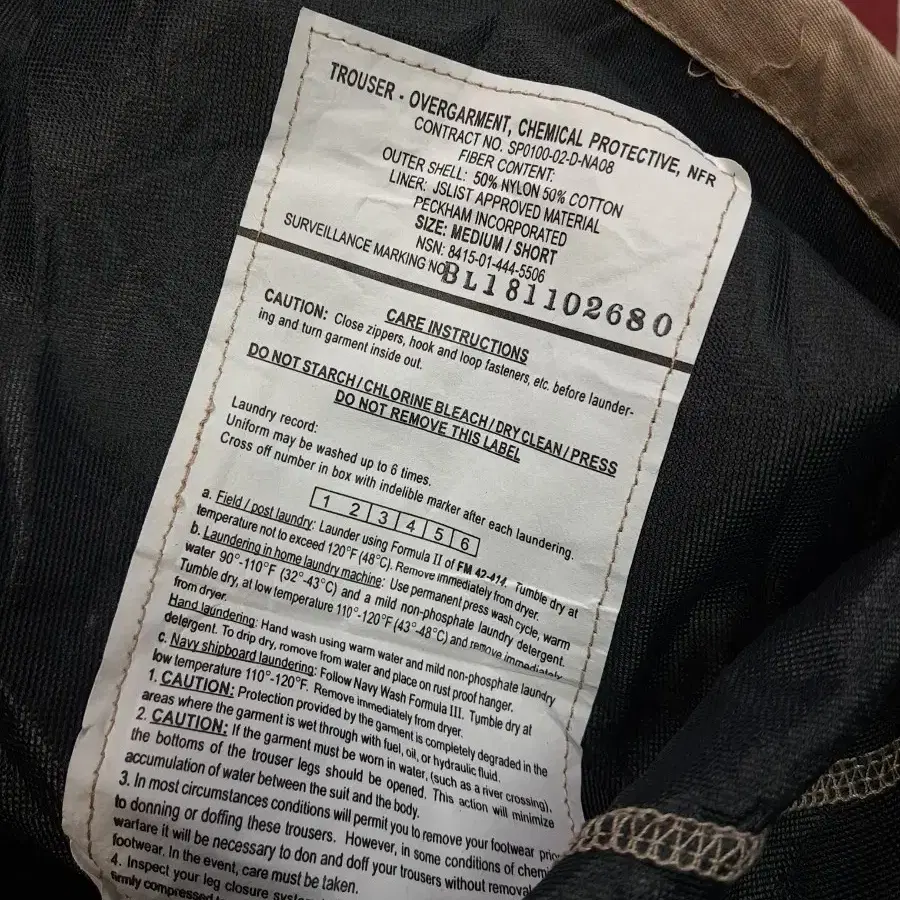 TROUSER - OVERGARMENT, CHEMICAL PROTECTIVE, NFR
CONTRACT NO. SP0100-02-D-NA08
FIBER CONTENT:
OUTER SHELL: 50% NYLON 50% COTTON
LINER: JSLIST APPROVED MATERIAL
PECKHAM INCORPORATED
SIZE: MEDIUM / SHORT
NSN: 8415-01-444-5506
SURVEILLANCE MARKING NO BL181102680
CARE INSTRUCTIONS
CAUTION: Close zippers, hook and loop fasteners, etc. before launder-
ing and turn garment inside out.
DO NOT STARCH / CHLORINE BLEACH / DRY CLEAN / PRESS
DO NOT REMOVE THIS LABEL
Laundry record:
Uniform may be washed up to 6 times.
Cross off number in box with indelible marker after each laundering.
1 2 3 4 5 6
a. Field / post laundry: Launder using Formula II of FM 42-414. Tumble dry at
temperature not to exceed 120°F (48°C). Remove immediately from dryer.
b. Laundering in home laundry machine: Use permanent press wash cycle, warm
water 90°-110°F (32°-43°C) and a mild non-phosphate laundry detergent.
Tumble dry, at low temperature 110°-120°F (43°-48°C) and remove immediately
from dryer.
Hand laundering: Hand wash using warm water and mild non-phosphate laundry
detergent. To drip dry, remove from water and place on rust proof hanger.
c. Navy shipboard laundering: Follow Navy Wash Formula III. Tumble dry at
low temperature 110°-120°F. Remove immediately from dryer.
1. CAUTION: Protection provided by the garment is completely degraded in the
areas where the garment is wet through with fuel, oil, or hydraulic fluid.
2. CAUTION: If the garment must be worn in water, (such as a river crossing),
the bottoms of the trouser legs should be opened. This action will minimize
accumulation of water between the suit and the body.
3. In most circumstances conditions will permit you to remove your footwear
to donning or doffing these trousers. However, in some conditions of
warfare it will be necessary to don and doff your trousers without removal
footwear. In the event, care must be taken.
4. Inspect your leg closure
firmly compressed